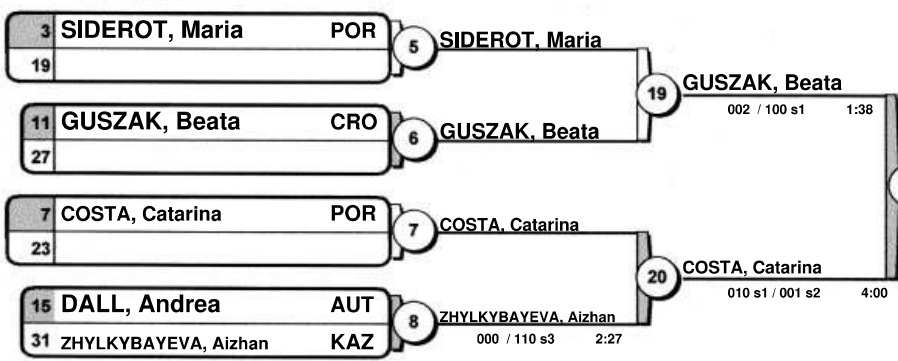 3 SIDEROT, Maria POR
19
5 SIDEROT, Maria
11 GUSZAK, Beata CRO
27
6 GUSZAK, Beata
19 GUSZAK, Beata
002 / 100 s1 1:38
7 COSTA, Catarina POR
23
7 COSTA, Catarina
15 DALL, Andrea AUT
31 ZHYLKYBAYEVA, Aizhan KAZ
8 ZHYLKYBAYEVA, Aizhan
000 / 110 s3 2:27
20 COSTA, Catarina
010 s1 / 001 s2 4:00